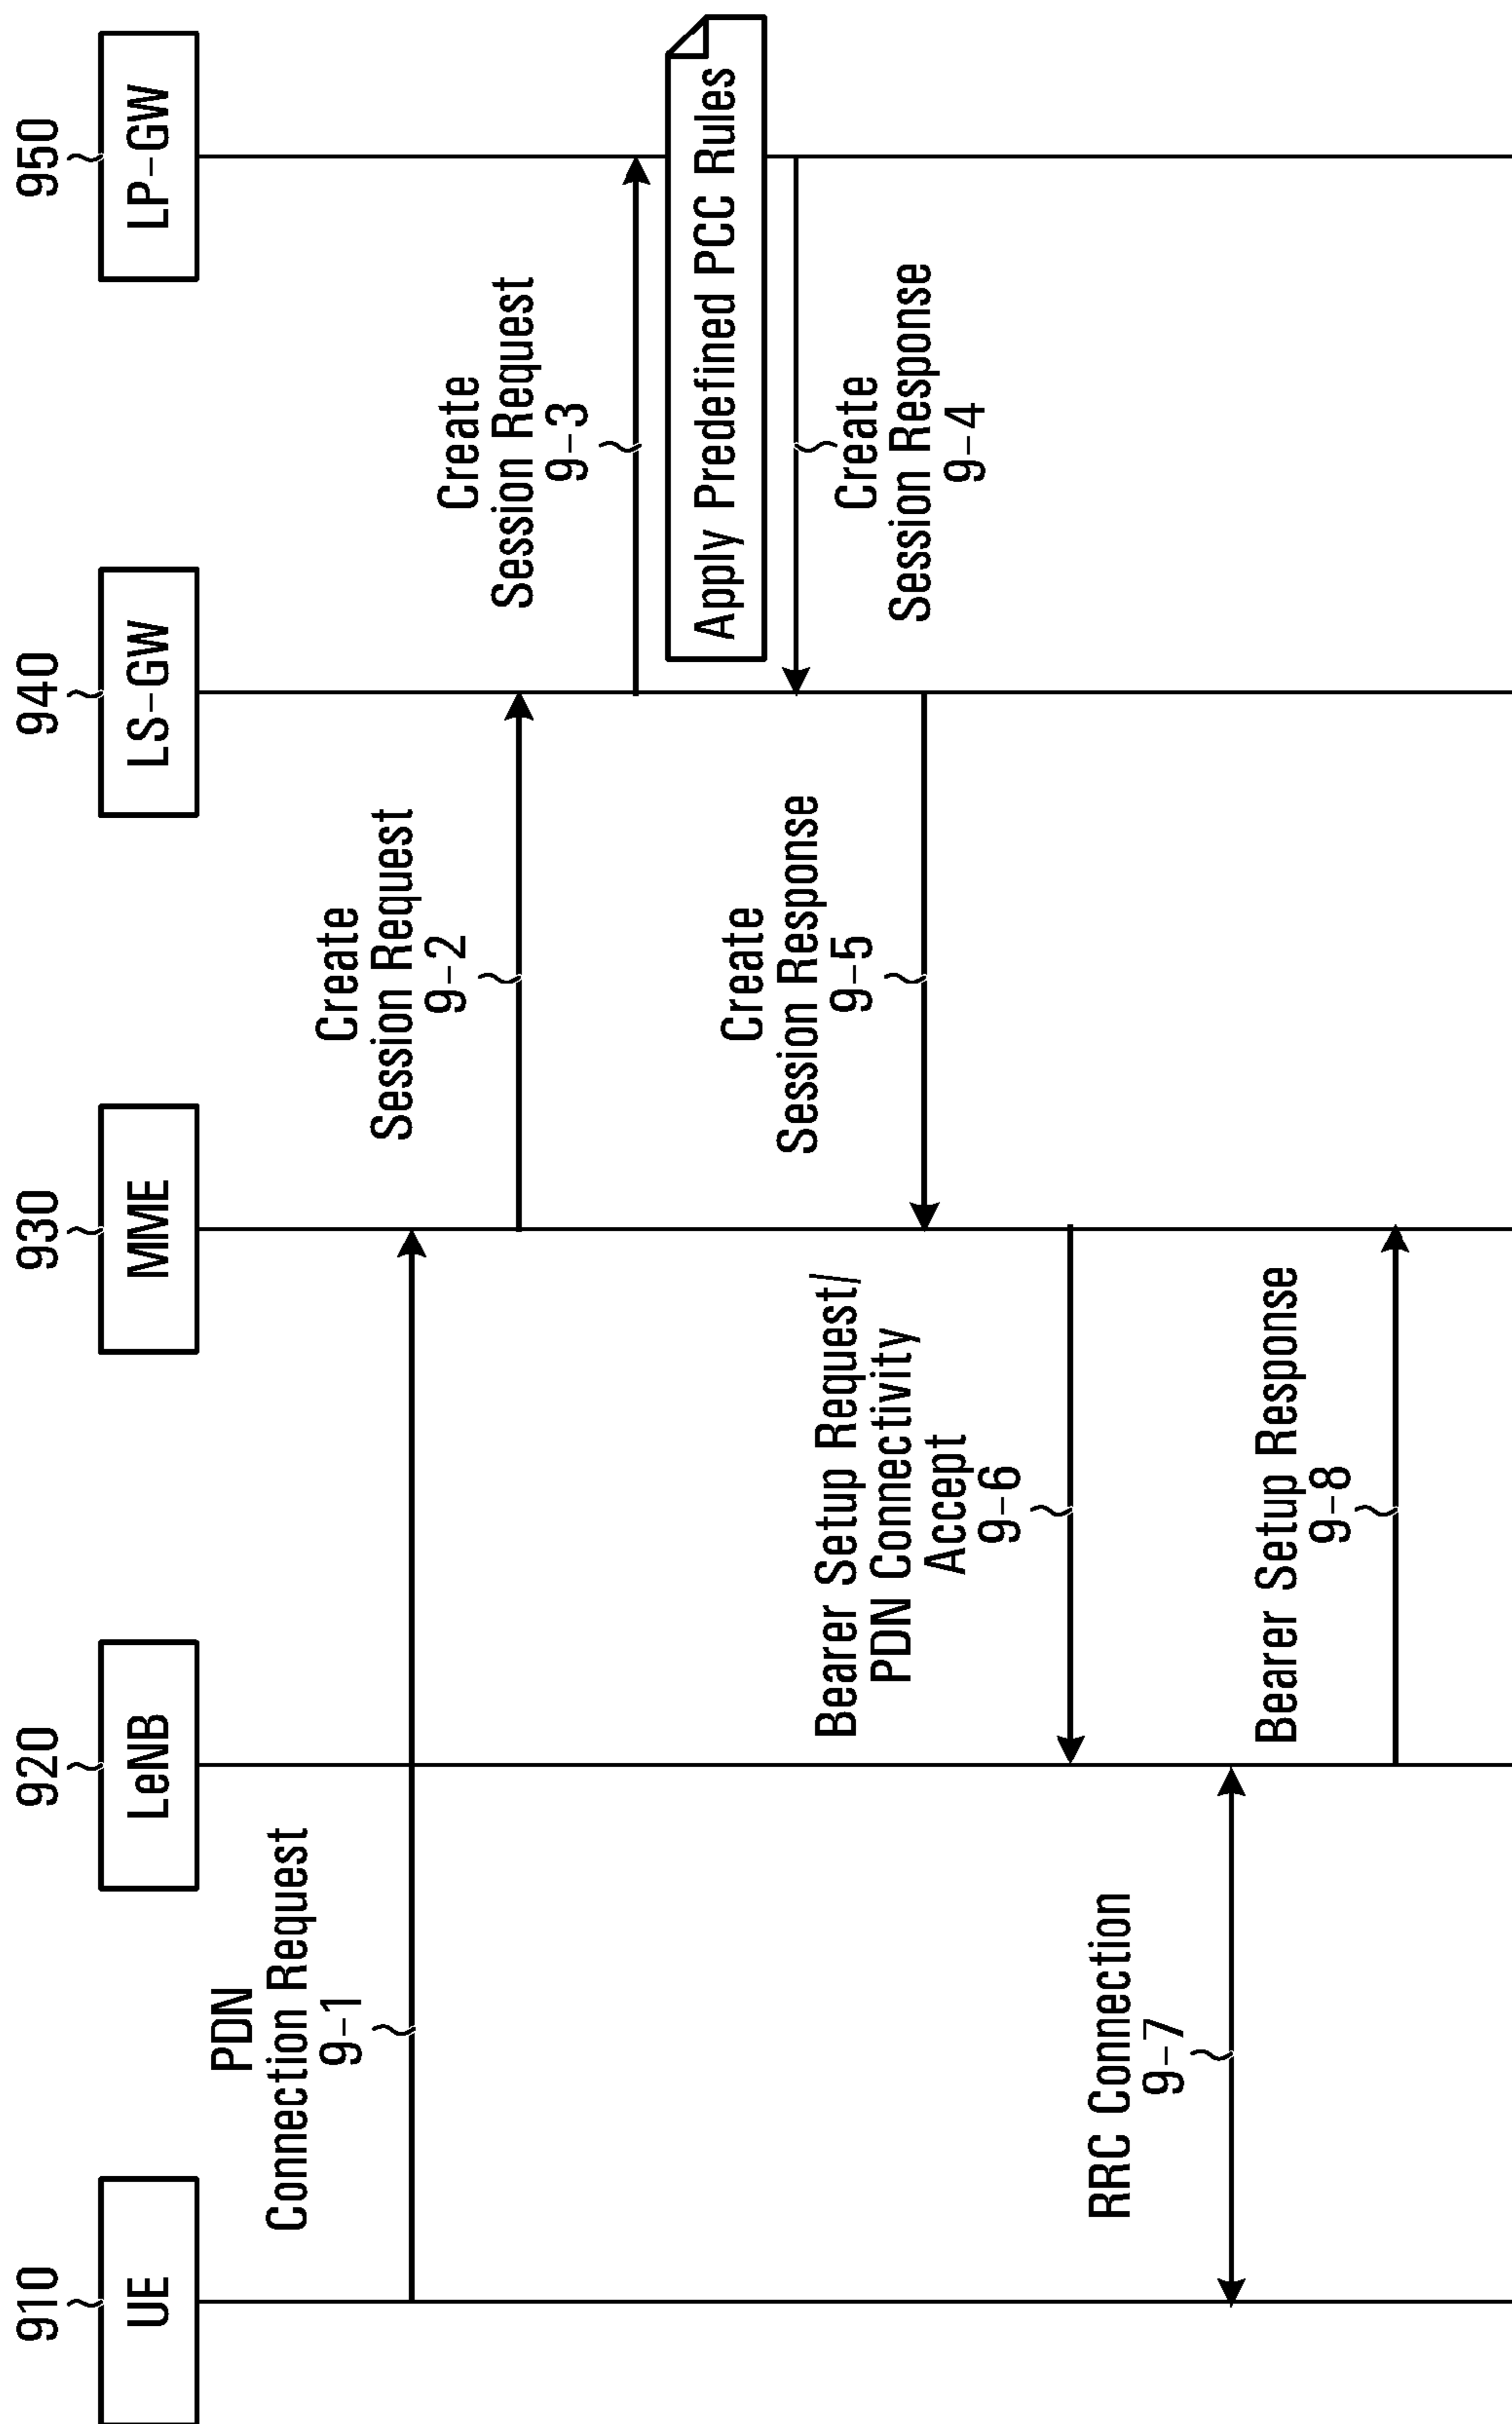 910
920
930
940
950
UE
LeNB
MME
LS-GW
LP-GW
PDN
Connection Request
9-1
Create
Session Request
9-2
Create
Session Request
9-3
Apply Predefined PCC Rules
Create
Session Response
9-4
Create
Session Response
9-5
Bearer Setup Request/
PDN Connectivity
Accept
9-6
RRC Connection
9-7
Bearer Setup Response
9-8